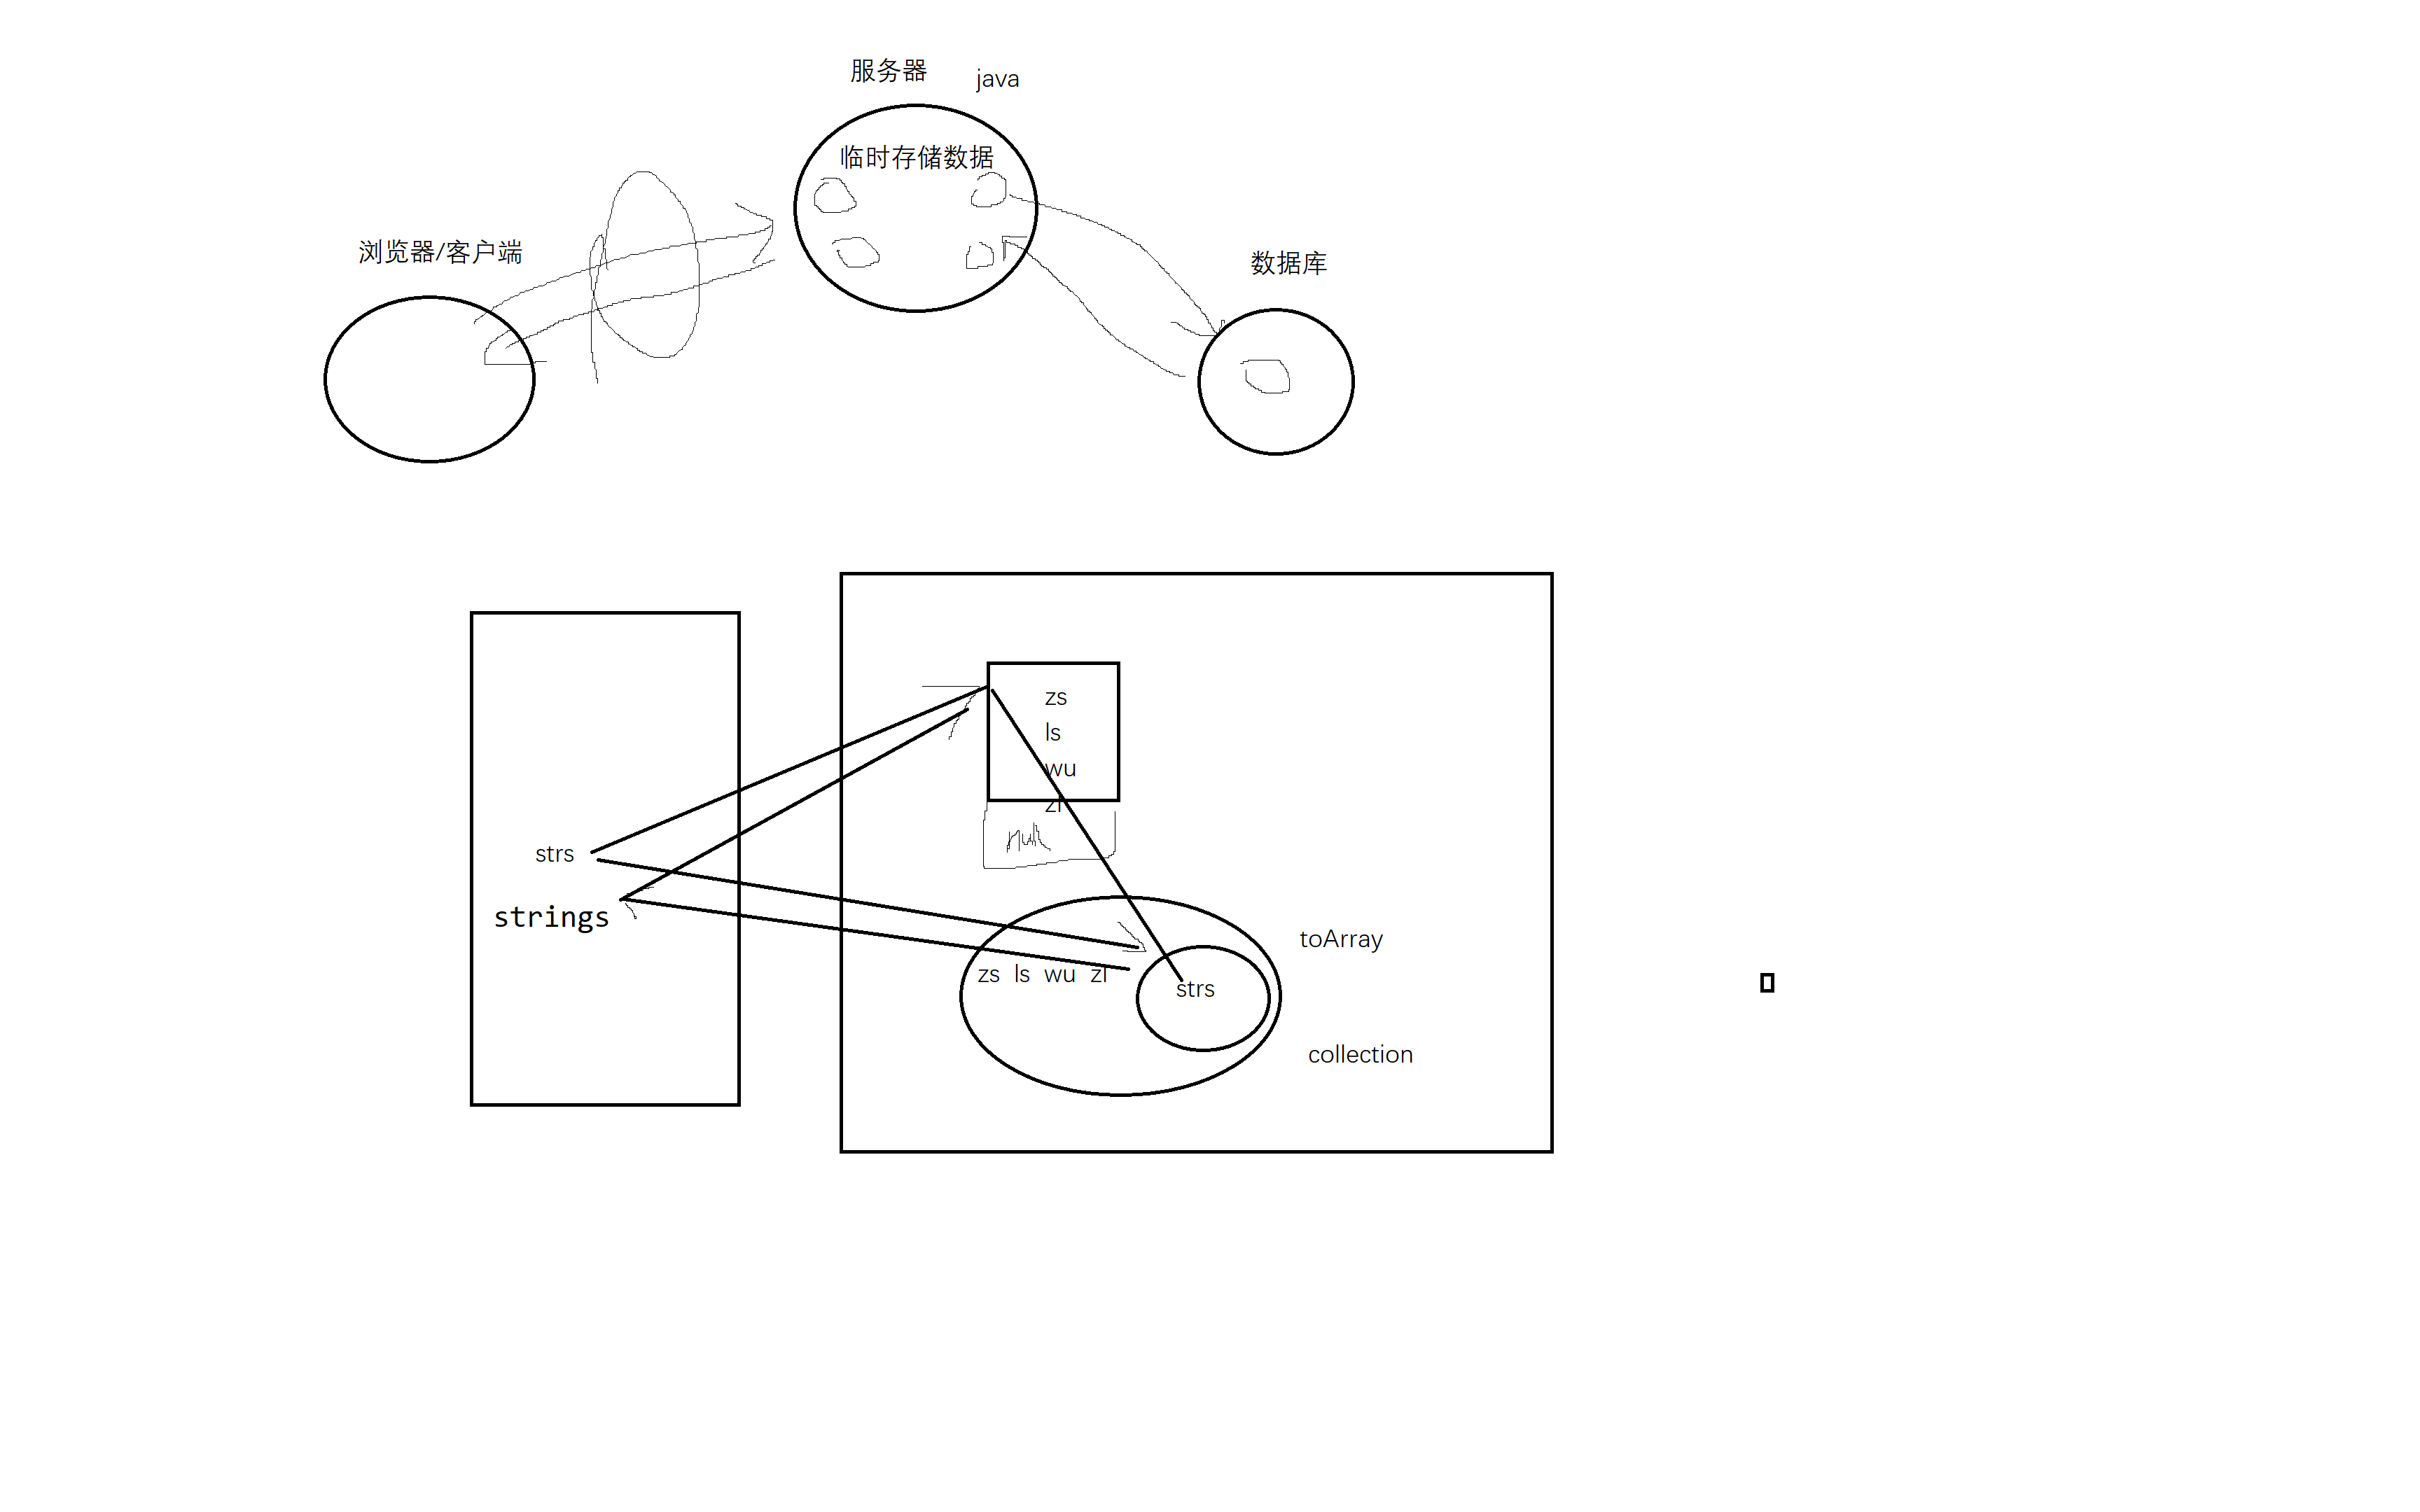 服务器 java
临时存储数据
浏览器/客户端
数据库
zs
ls
wu
zl
null
strs
strings
toArray
zs ls wu zl
strs
collection